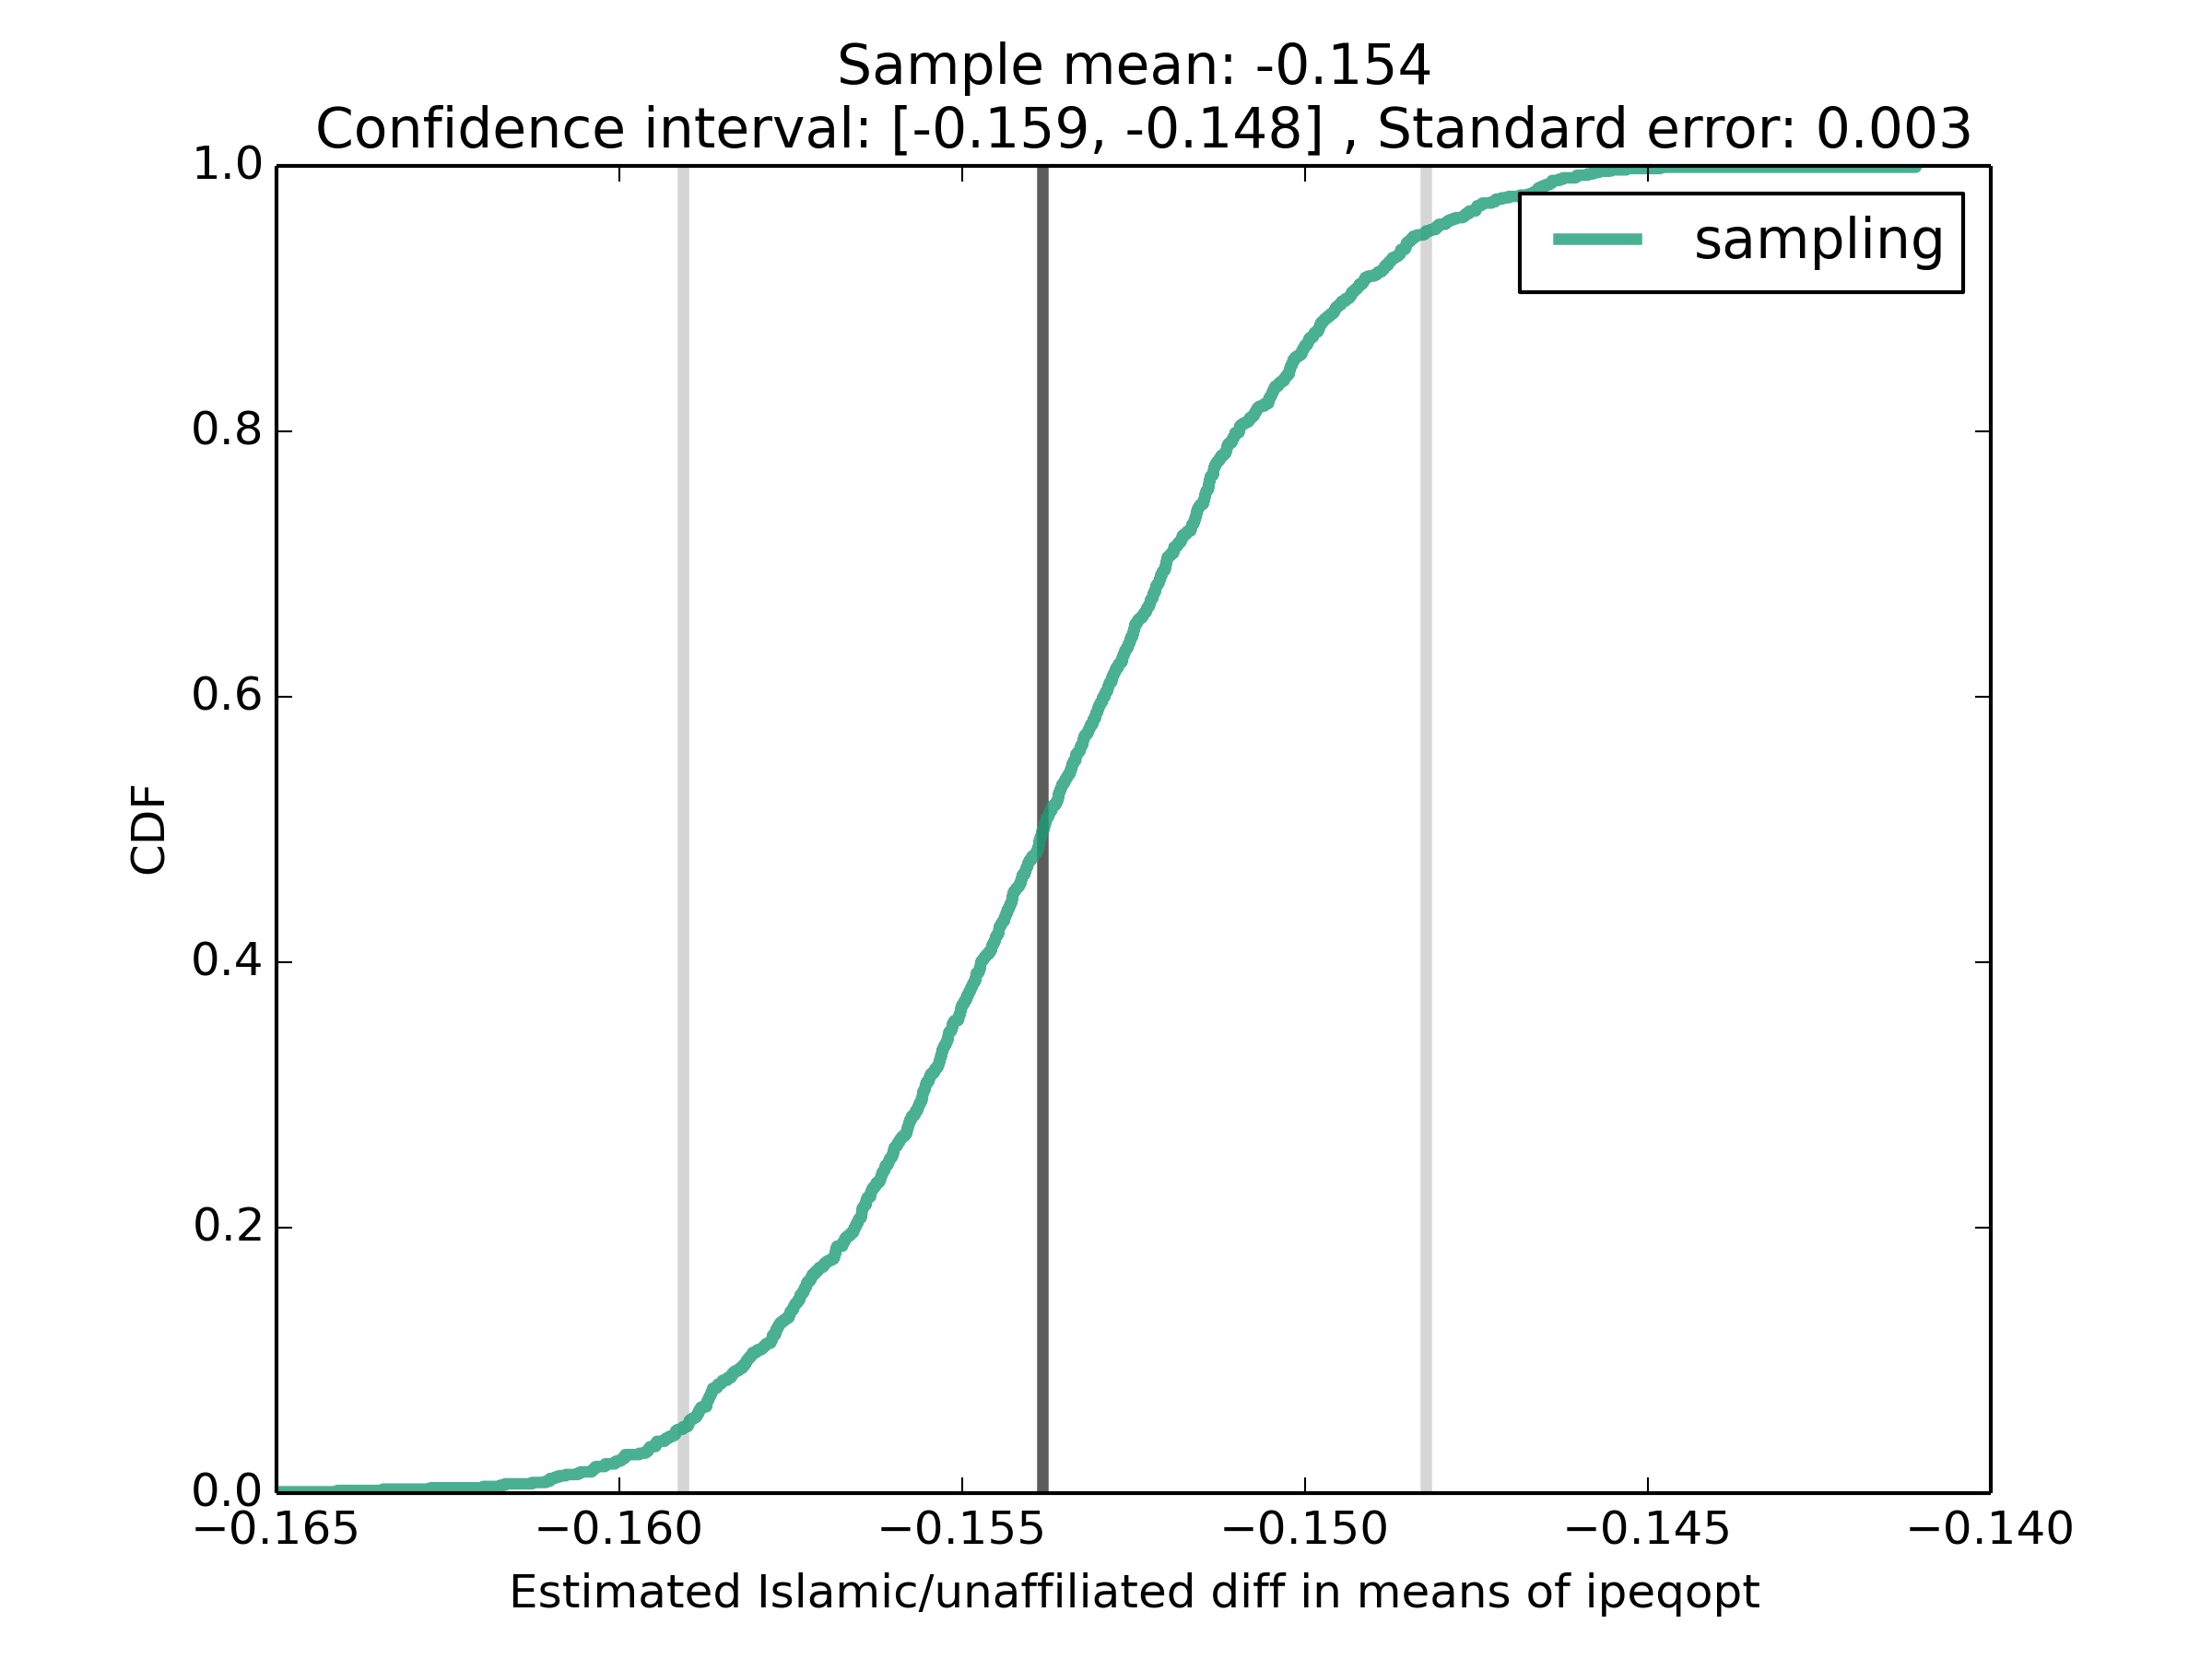 Sample mean: -0.154
Confidence interval: [-0.159, -0.148] , Standard error: 0.003
1.0
sampling
0.8
0.6
CDF
0.4
0.2
0.0
−0.165 −0.160 −0.155 −0.150 −0.145 −0.140
Estimated Islamic/unaffiliated diff in means of ipeqopt